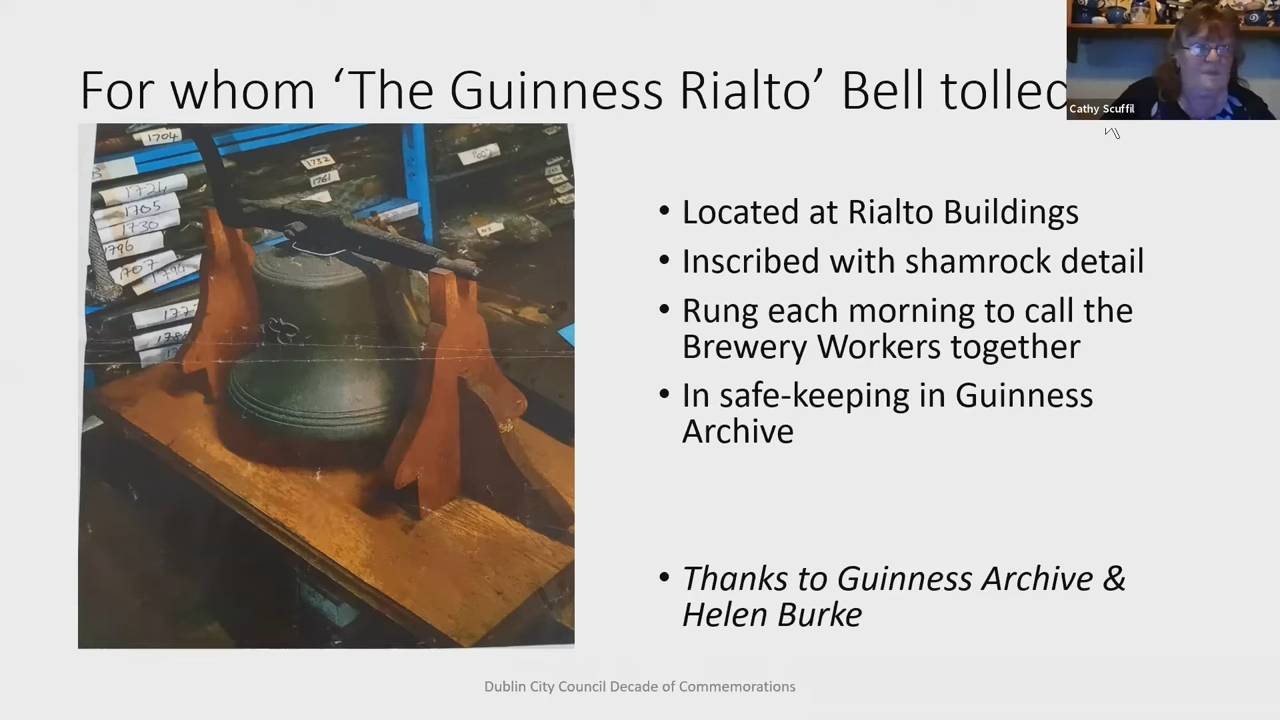 For whom ‘The Guinness Rialto’ Bell tolled
Cathy Scuffil
1704
1732
1761
1724
1705
1730
1796
1707
• Located at Rialto Buildings
• Inscribed with shamrock detail
• Rung each morning to call the
Brewery Workers together
• In safe-keeping in Guinness
Archive
• Thanks to Guinness Archive &
Helen Burke
Dublin City Council Decade of Commemorations